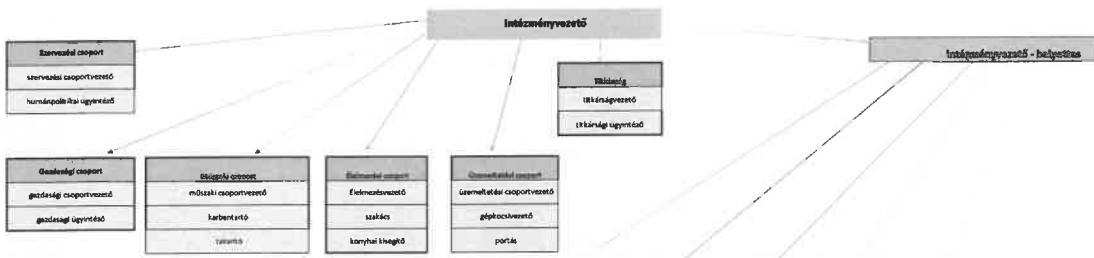 Intézményvezető
Intézményvezető - helyettes
Szervezési csoport
szervezési csoportvezető
humánpolitikai ügyintéző
Titkárság
titkárságvezető
titkársági ügyintéző
Gazdasági csoport
gazdasági csoportvezető
gazdasági ügyintéző
csoport
műszaki csoportvezető
karbantartó
takarító
Élelmezési csoport
Élelmezésvezető
szakács
konyhai kisegítő
Üzemeltetési csoport
üzemeltetési csoportvezető
gépkocsivezető
portás